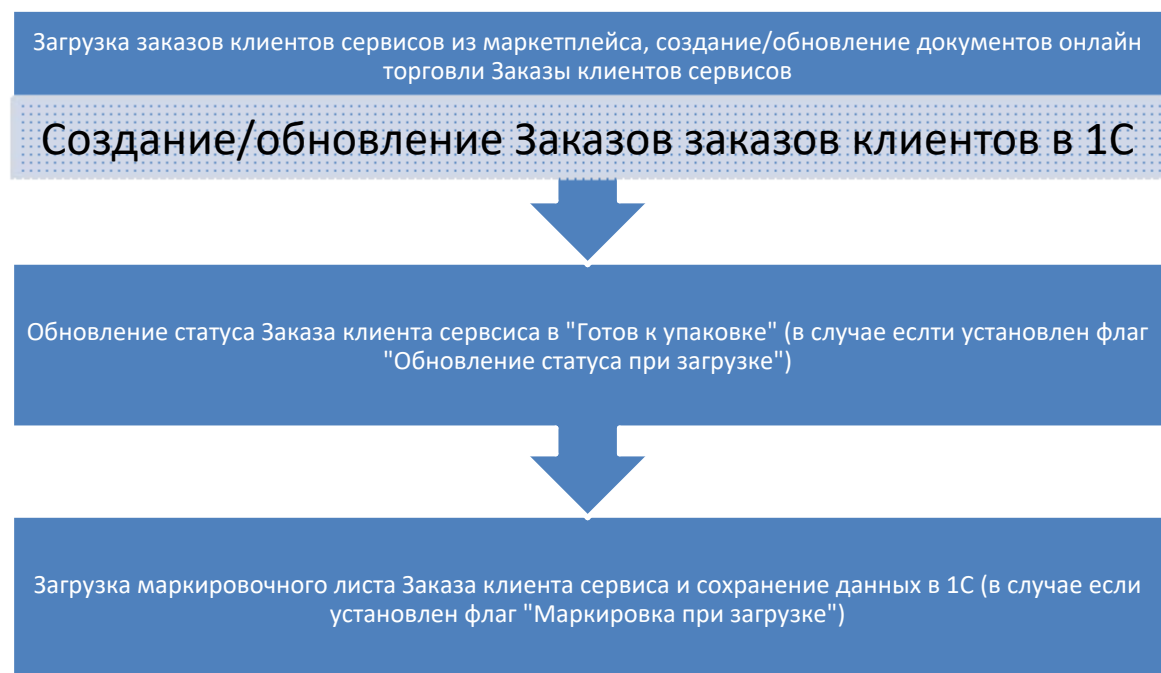 Загрузка заказов клиентов сервисов из маркетплейса, создание/обновление документов онлайн
торговли Заказы клиентов сервисов
Создание/обновление Заказов заказов клиентов в 1С
Обновление статуса Заказа клиента сервсиса в "Готов к упаковке" (в случае еслти установлен флаг
"Обновление статуса при загрузке")
Загрузка маркировочного листа Заказа клиента сервиса и сохранение данных в 1С (в случае если
установлен флаг "Маркировка при загрузке")